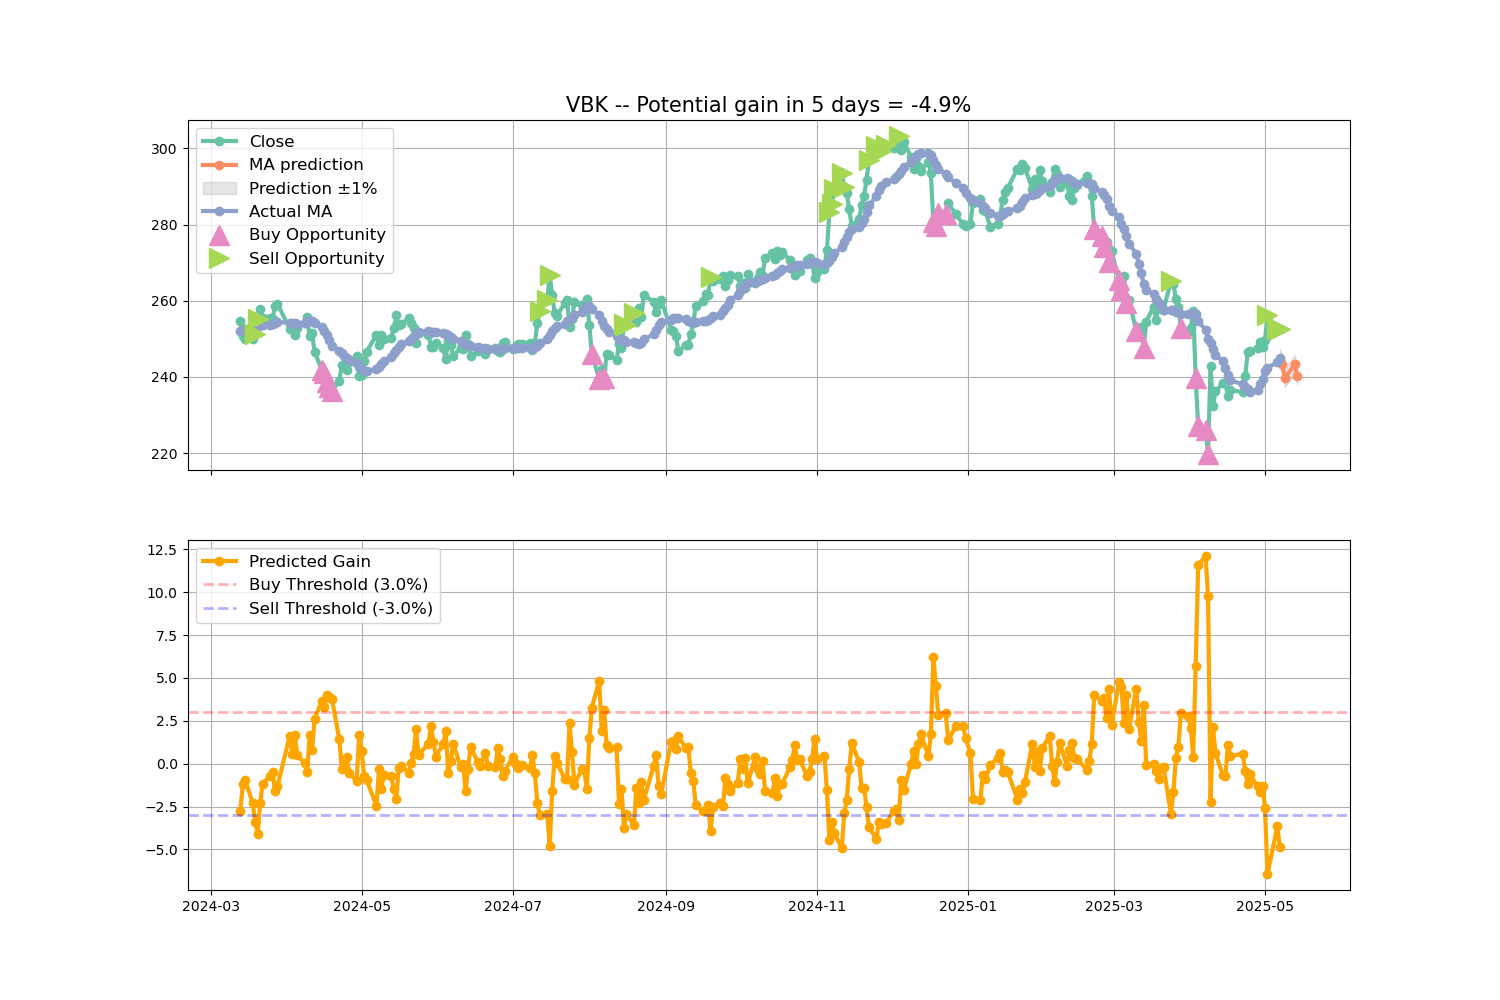 VBK -- Potential gain in 5 days = -4.9%
Close
MA prediction
Prediction ±1%
Actual MA
Buy Opportunity
Sell Opportunity
300
280
260
240
220
Predicted Gain
Buy Threshold (3.0%)
Sell Threshold (-3.0%)
12.5
10.0
7.5
5.0
2.5
0.0
−2.5
−5.0
2024-03 2024-05 2024-07 2024-09 2024-11 2025-01 2025-03 2025-05